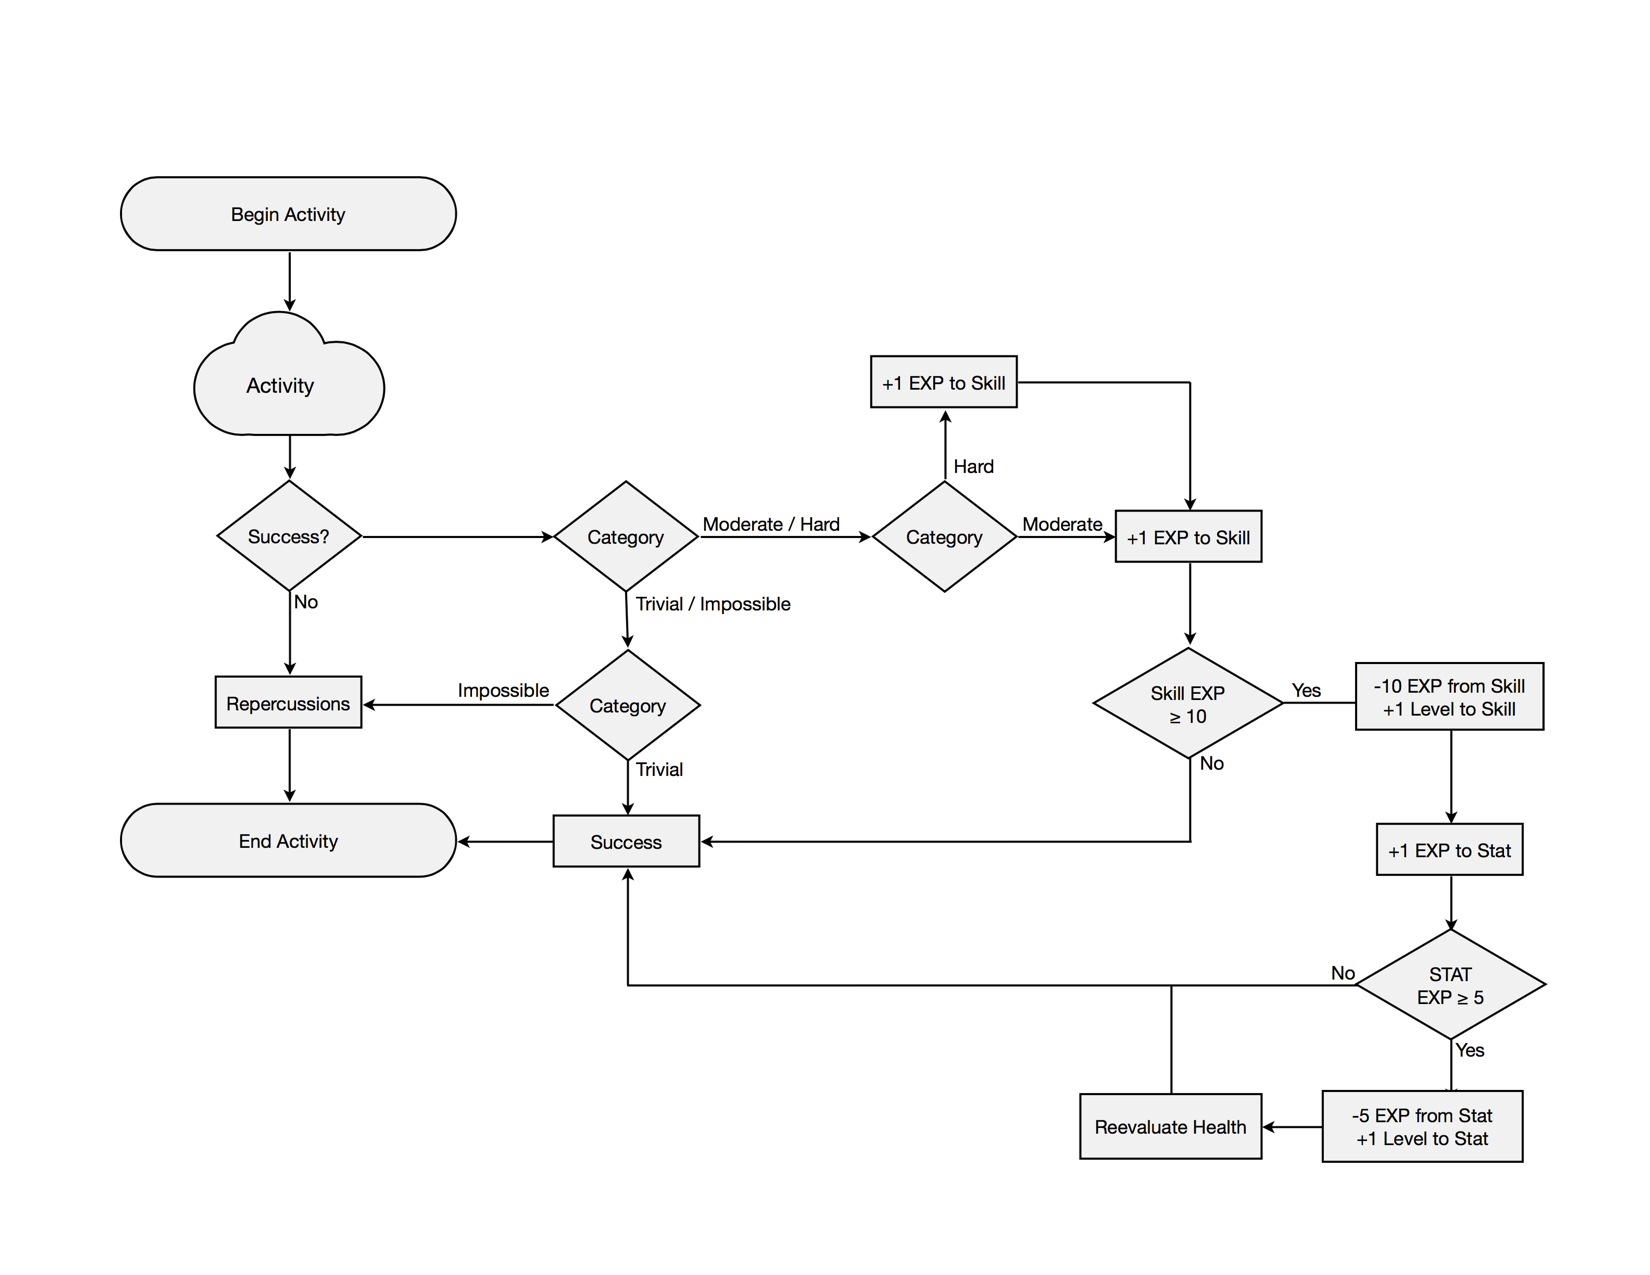 Begin Activity
Activity
+1 EXP to Skill
Hard
Success?
Category
Moderate / Hard
Category
Moderate
+1 EXP to Skill
No
Trivial / Impossible
Repercussions
Impossible
Category
Skill EXP
≥ 10
Yes
-10 EXP from Skill
+1 Level to Skill
Trivial
No
End Activity
Success
+1 EXP to Stat
No
STAT
EXP ≥ 5
Yes
Reevaluate Health
-5 EXP from Stat
+1 Level to Stat